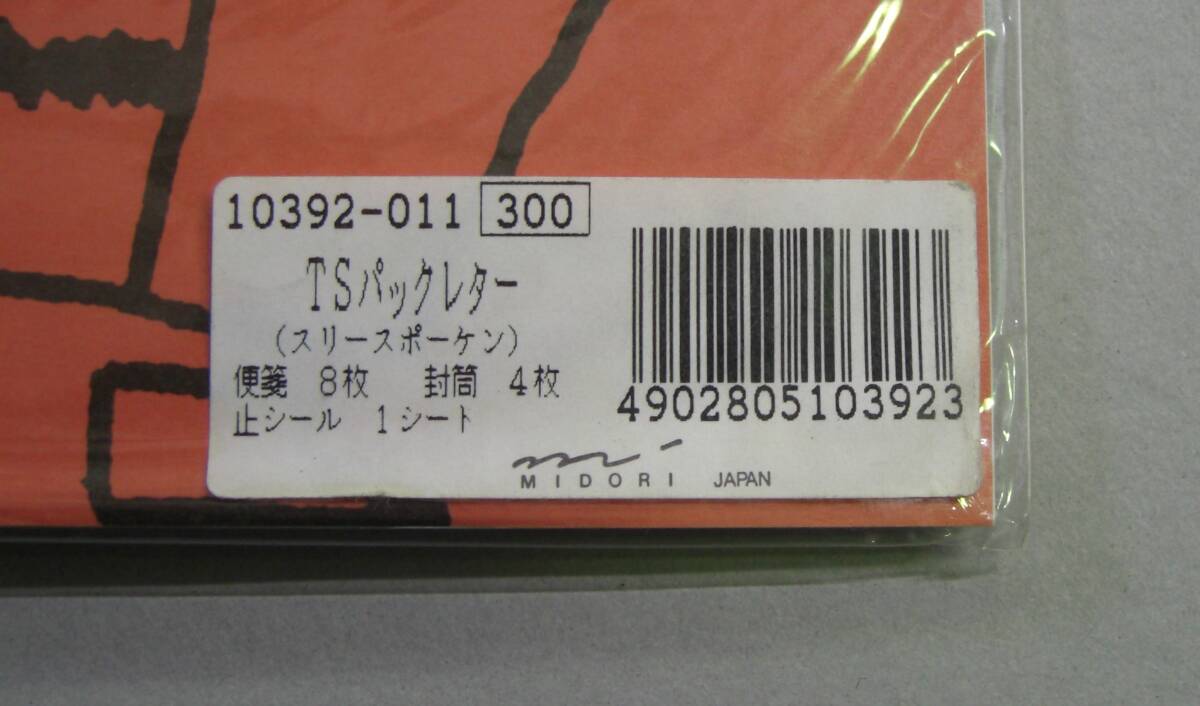 10392-011 300
TSパックレター
(スリースポーケン)
便箋 8枚 封筒 4枚
止シール 1シート
4902805103923
MIDORI JAPAN